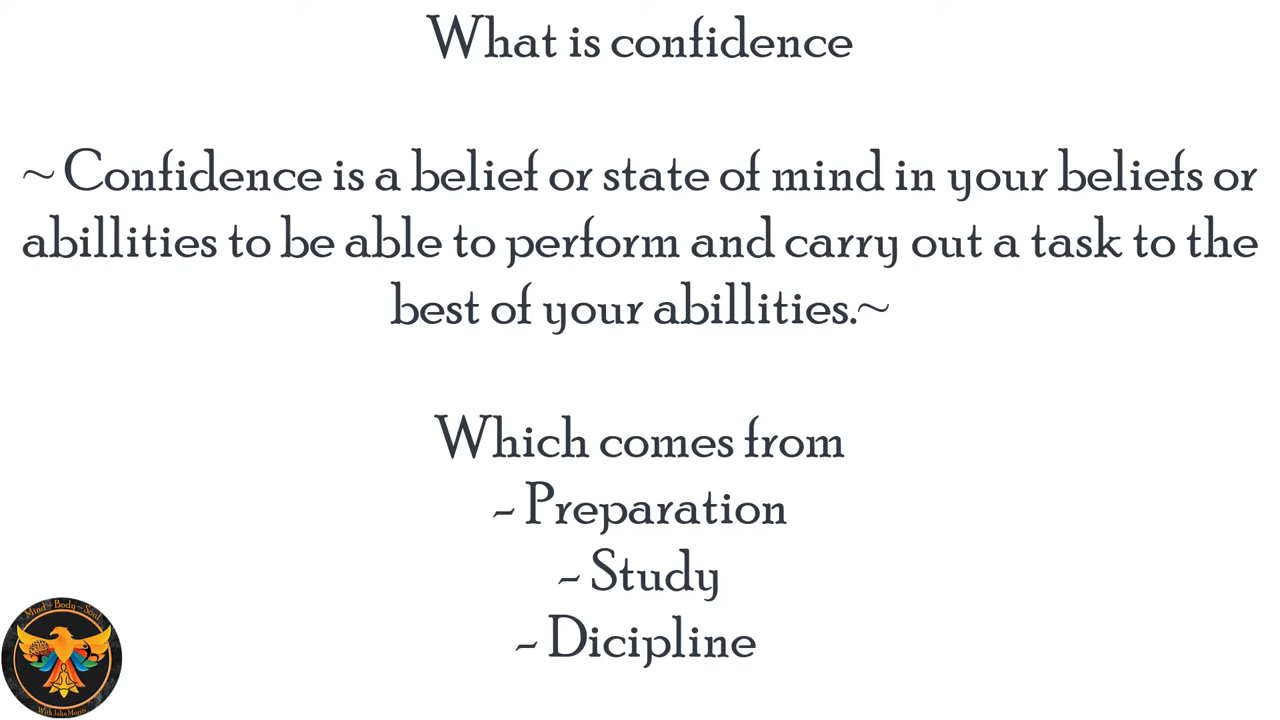 What is confidence
~ Confidence is a belief or state of mind in your beliefs or
abillities to be able to perform and carry out a task to the
best of your abillities.~
Which comes from
- Preparation
- Study
- Dicipline
Mind ~ Body ~ Soul
With John Morris